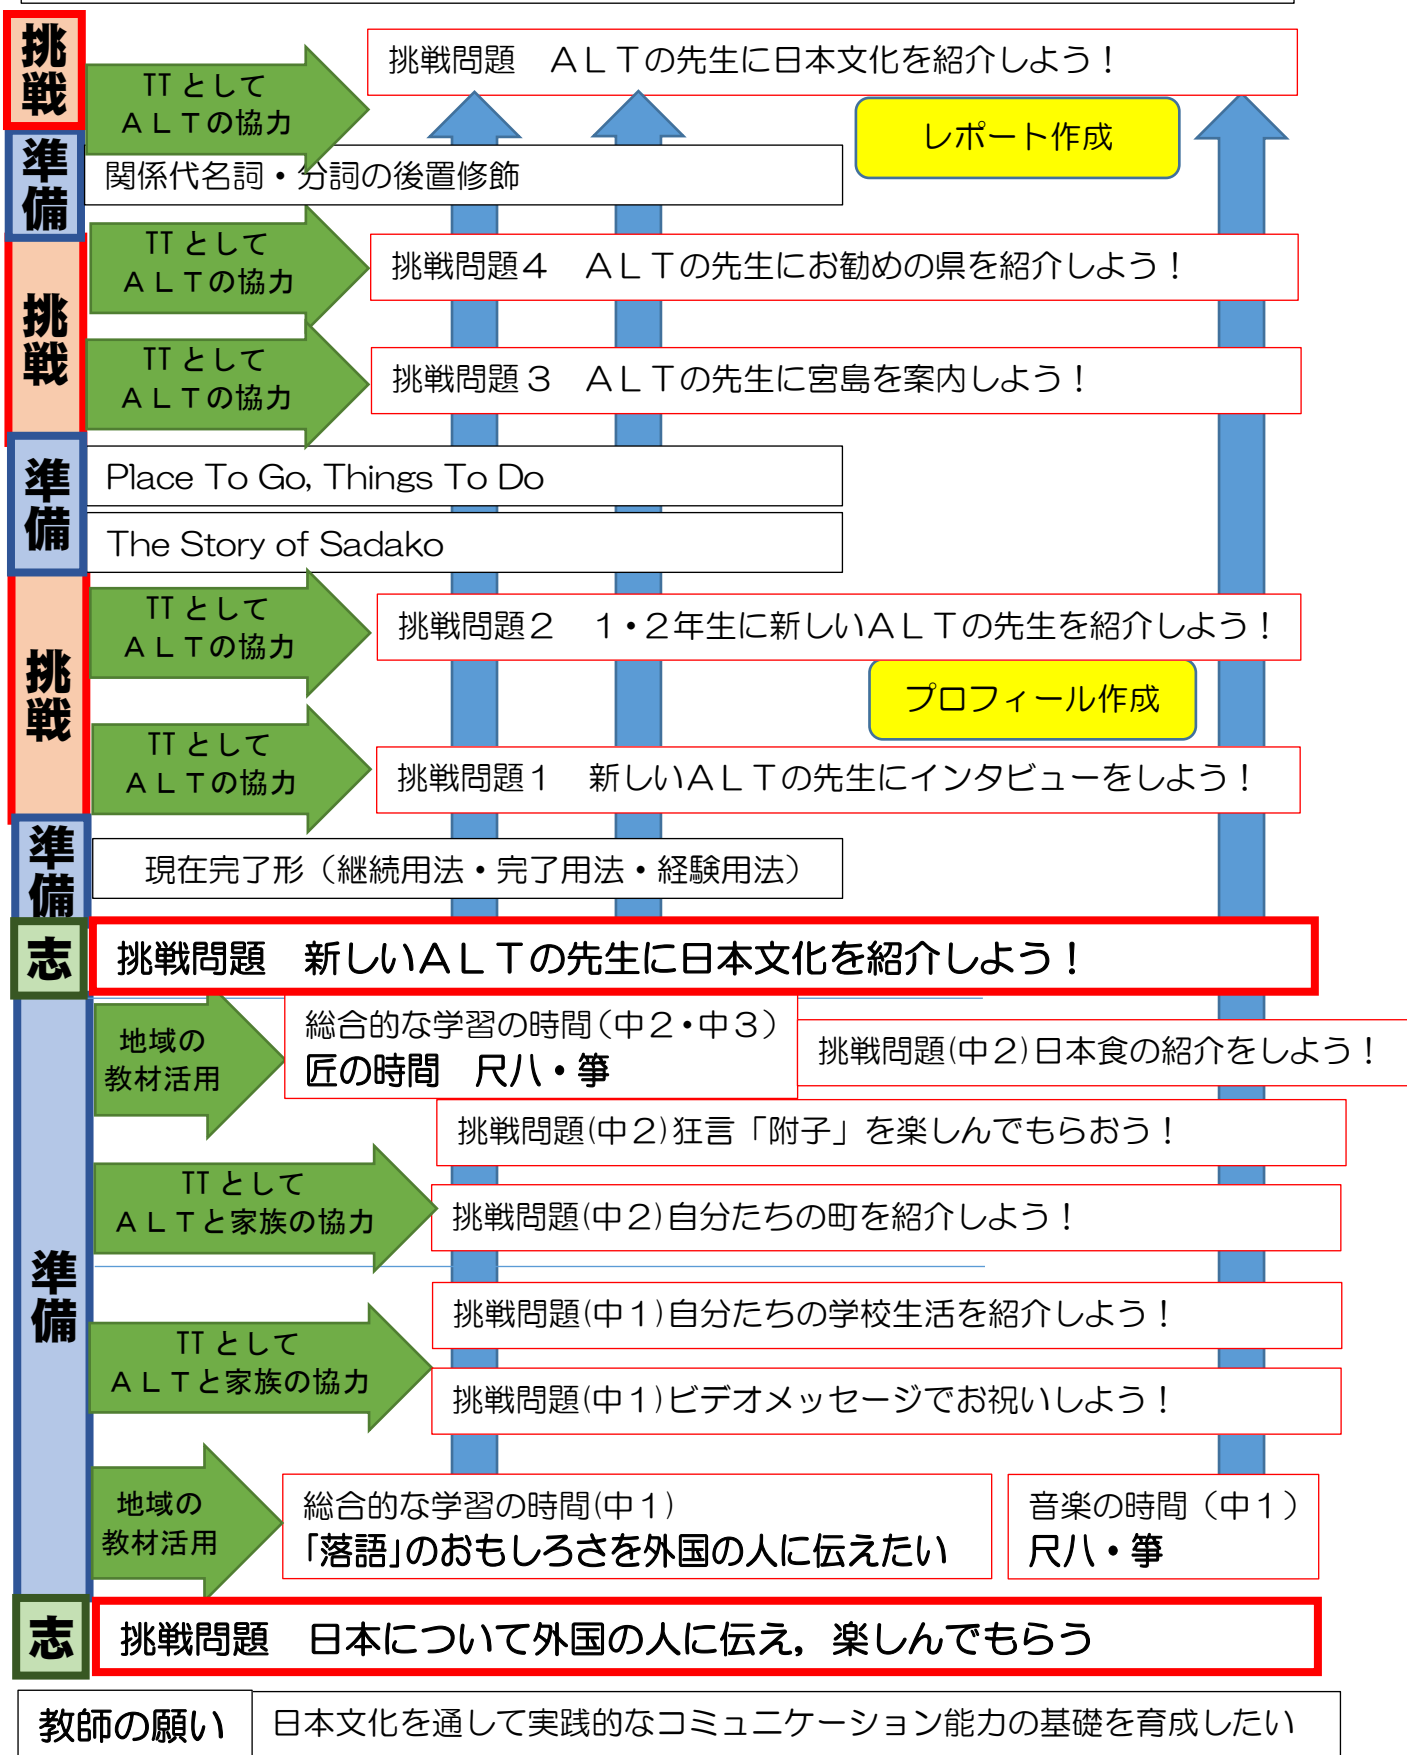 挑戦
挑戦問題　ＡＬＴの先生に日本文化を紹介しよう！
TTとして
ＡＬＴの協力
レポート作成
準備
関係代名詞・分詞の後置修飾
TTとして
ＡＬＴの協力
挑戦問題４　ＡＬＴの先生にお勧めの県を紹介しよう！
挑戦
TTとして
ＡＬＴの協力
挑戦問題３　ＡＬＴの先生に宮島を案内しよう！
準備
Place To Go, Things To Do
The Story of Sadako
TTとして
ＡＬＴの協力
挑戦問題２　１・２年生に新しいＡＬＴの先生を紹介しよう！
挑戦
プロフィール作成
TTとして
ＡＬＴの協力
挑戦問題１　新しいＡＬＴの先生にインタビューをしよう！
準備
現在完了形（継続用法・完了用法・経験用法）
志
挑戦問題　新しいＡＬＴの先生に日本文化を紹介しよう！
地域の
教材活用
総合的な学習の時間（中２・中３）
匠の時間　尺八・箏
挑戦問題(中２)日本食の紹介をしよう！
挑戦問題(中２)狂言「附子」を楽しんでもらおう！
TTとして
ＡＬＴと家族の協力
挑戦問題(中２)自分たちの町を紹介しよう！
準備
挑戦問題(中１)自分たちの学校生活を紹介しよう！
TTとして
ＡＬＴと家族の協力
挑戦問題(中１)ビデオメッセージでお祝いしよう！
地域の
教材活用
総合的な学習の時間(中１)
「落語」のおもしろさを外国の人に伝えたい
音楽の時間（中１）
尺八・箏
志
挑戦問題　日本について外国の人に伝え，楽しんでもらう
教師の願い
日本文化を通して実践的なコミュニケーション能力の基礎を育成したい